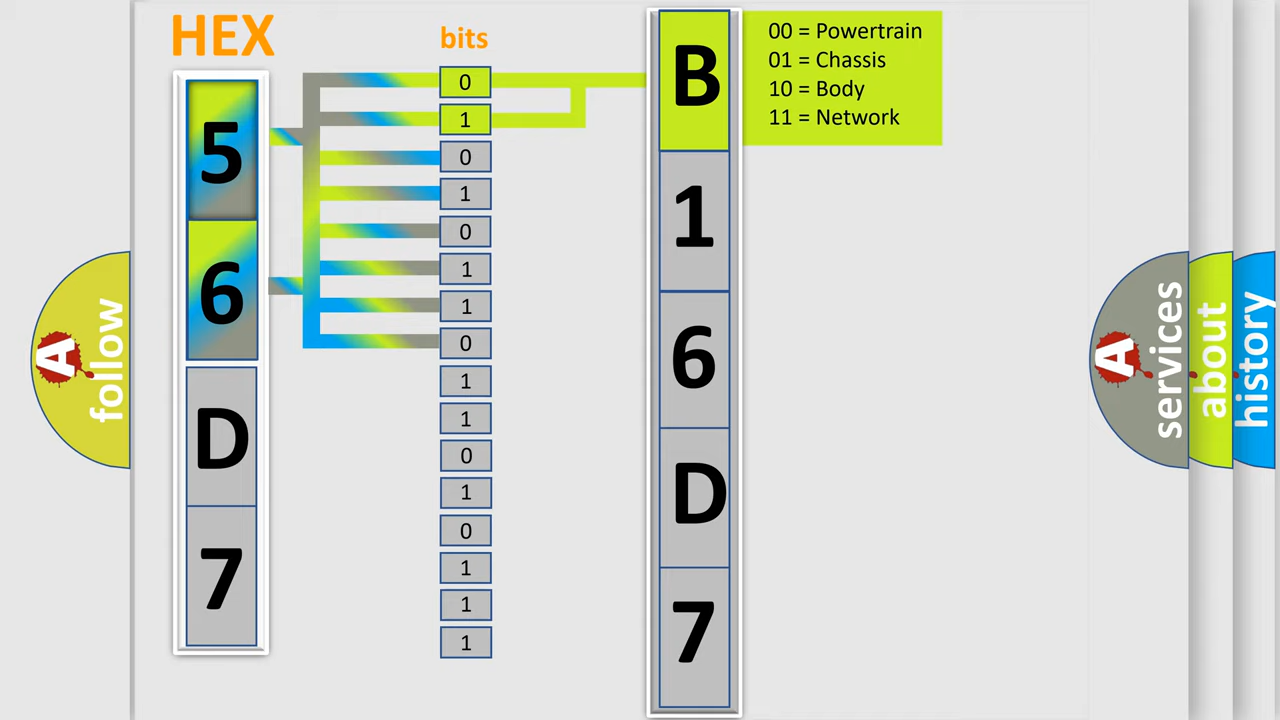 HEX
bits
5
6
D
7
0
1
0
1
0
1
1
0
1
1
0
1
0
1
1
1
B
1
6
D
7
00 = Powertrain
01 = Chassis
10 = Body
11 = Network
A
follow
A
services
about
history